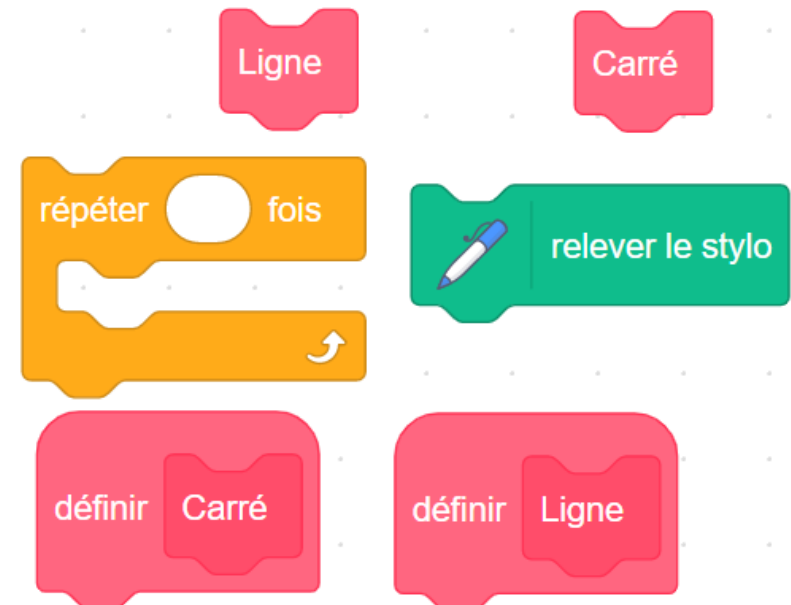 Ligne
Carré
répéter fois
relever le stylo
définir Carré
définir Ligne